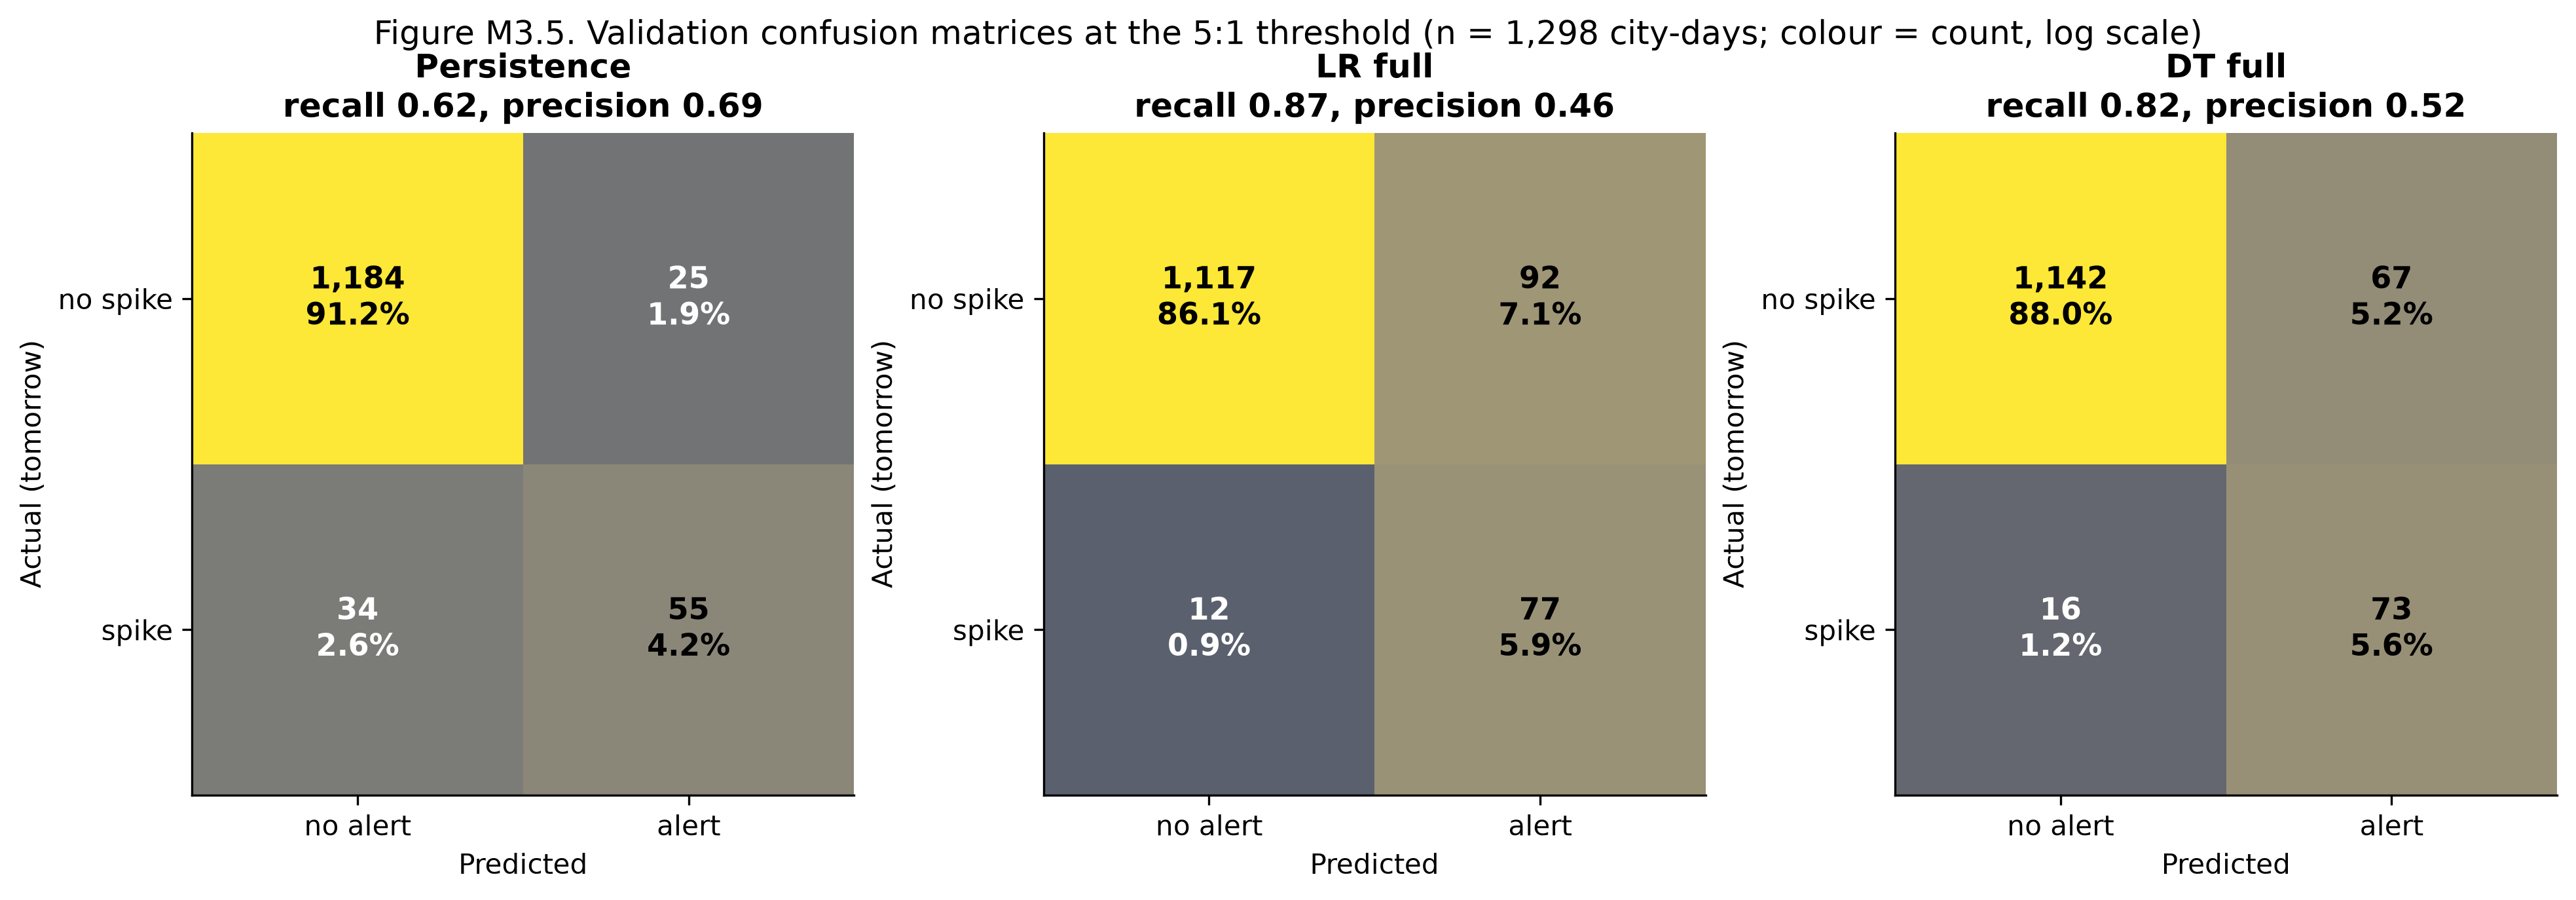 Figure M3.5. Validation confusion matrices at the 5:1 threshold (n = 1,298 city-days; colour = count, log scale)
Persistence
recall 0.62, precision 0.69
Actual (tomorrow)
no spike
spike
1,184
91.2%
25
1.9%
34
2.6%
55
4.2%
no alert
alert
Predicted
LR full
recall 0.87, precision 0.46
Actual (tomorrow)
no spike
spike
1,117
86.1%
92
7.1%
12
0.9%
77
5.9%
no alert
alert
Predicted
DT full
recall 0.82, precision 0.52
Actual (tomorrow)
no spike
spike
1,142
88.0%
67
5.2%
16
1.2%
73
5.6%
no alert
alert
Predicted